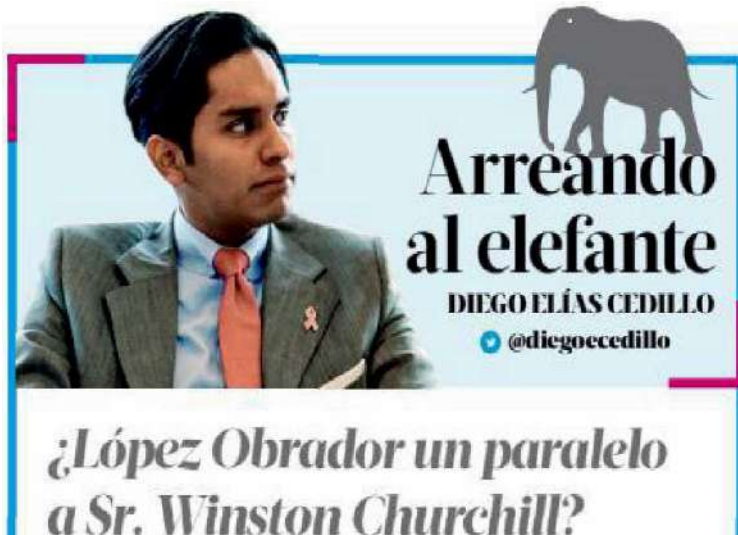 Arreando
al elefante
DIEGO ELÍAS CEDILLO
@diegoecedillo
¿López Obrador un paralelo
a Sr. Winston Churchill?